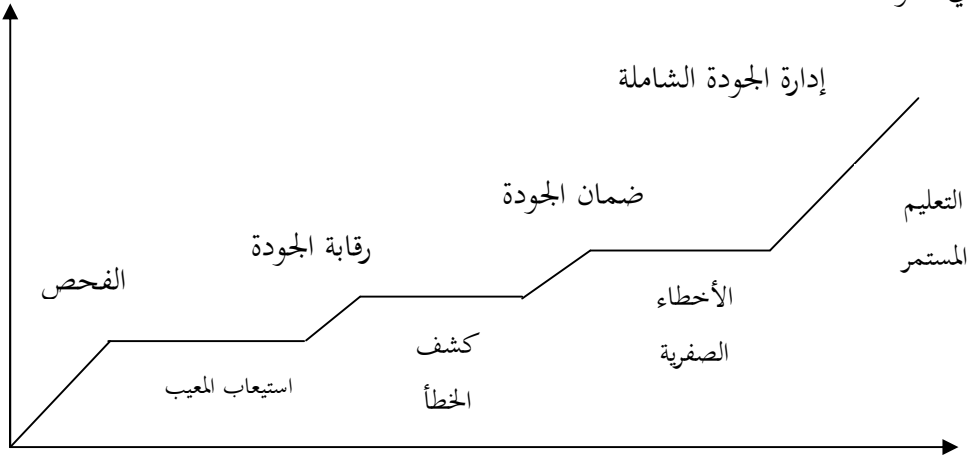 إدارة الجودة الشاملة
ضمان الجودة
التعليم
المستمر
رقابة الجودة
الفحص
الأخطاء
الصفرية
كشف
الخطأ
استيعاب المعيب